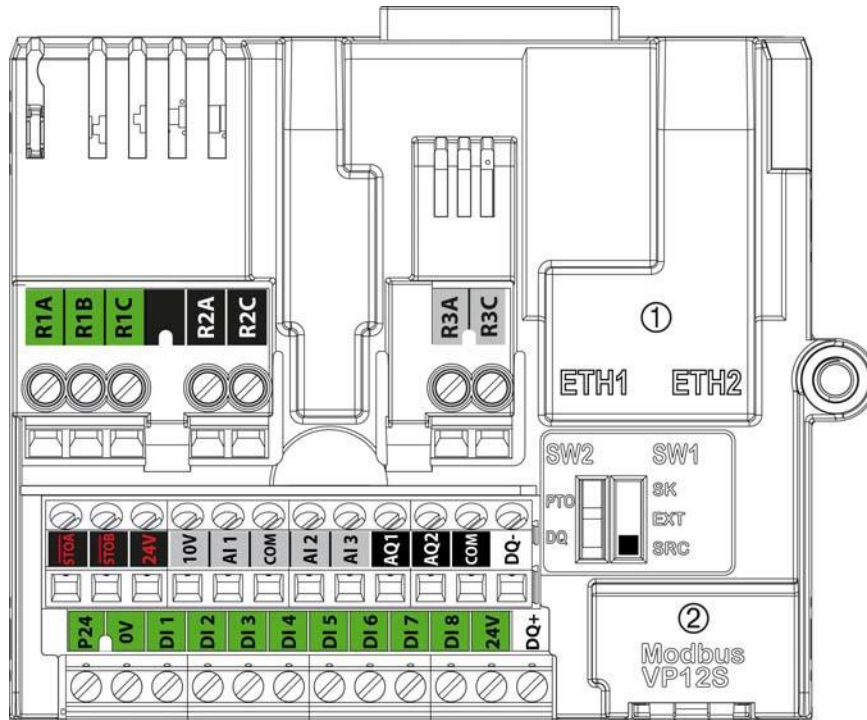 R1A R1B R1C R2A R2C R3A R3C
①
ETH1 ETH2
SW2 SW1
PTO SK
EXT
DQ SRC
STOA STOB 24V 10V AI 1 COM AI 2 AI 3 AQ1 AQ2 COM DQ-
P24 0V DI 1 DI 2 DI 3 DI 4 DI 5 DI 6 DI 7 DI 8 24V DQ+
②
Modbus
VP12S